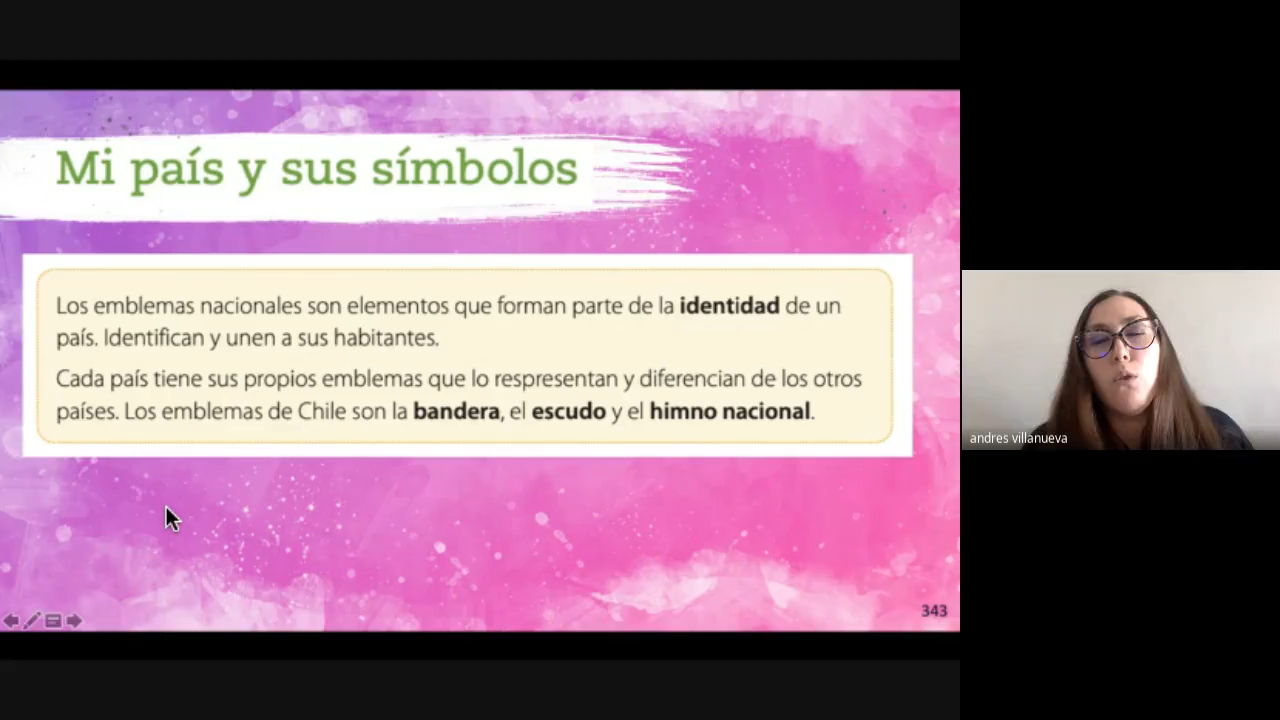 Mi país y sus símbolos
Los emblemas nacionales son elementos que forman parte de la identidad de un
país. Identifican y unen a sus habitantes.
Cada país tiene sus propios emblemas que lo respresentan y diferencian de los otros
países. Los emblemas de Chile son la bandera, el escudo y el himno nacional.
343
andres villanueva